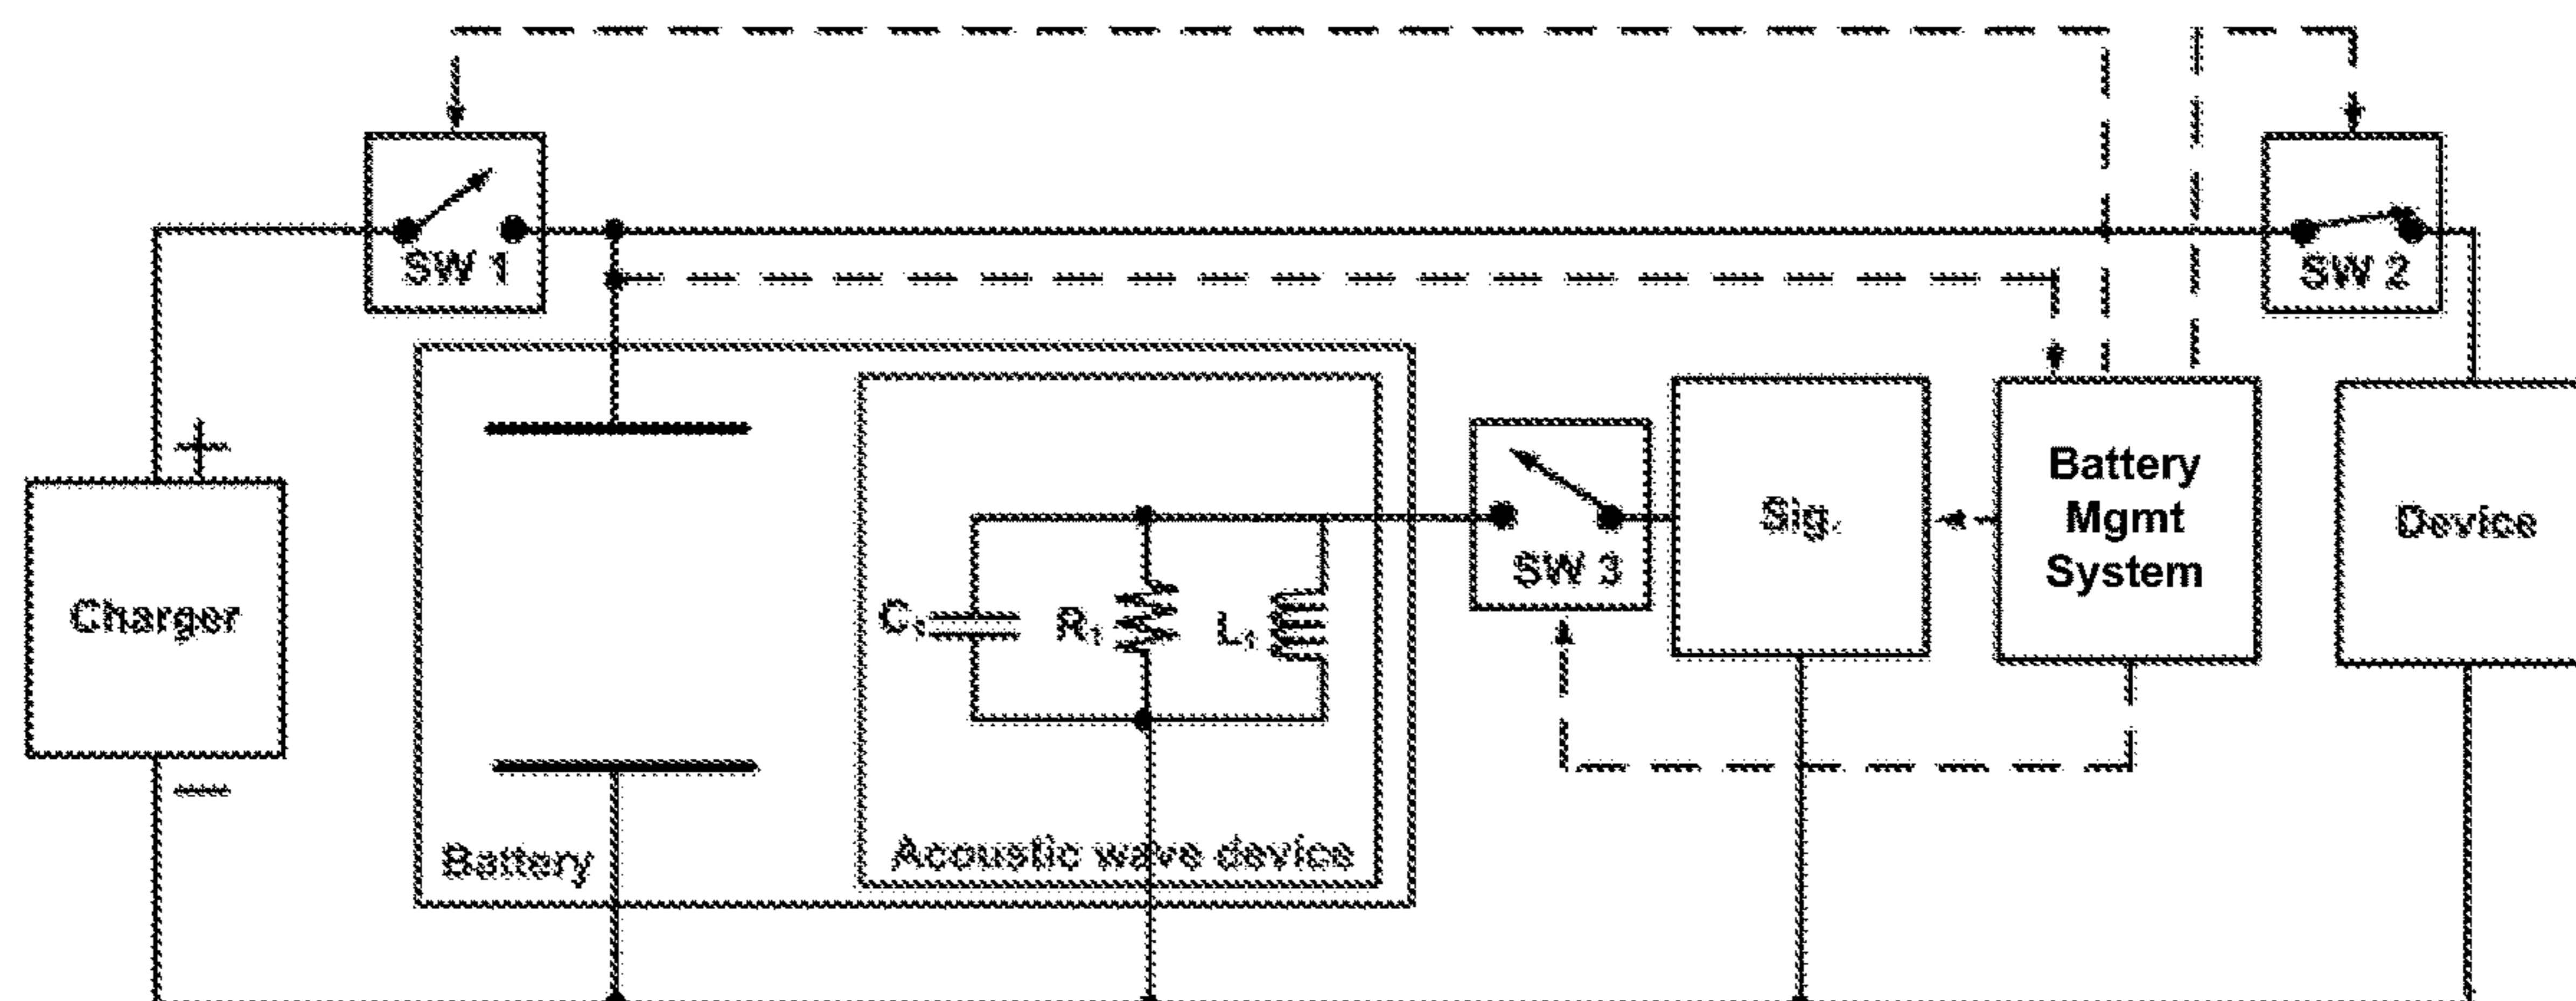 SW 1
SW 2
+
Charger
−
Battery
C₁
R₁
L₁
Acoustic wave device
SW 3
Sig.
Battery
Mgmt
System
Device